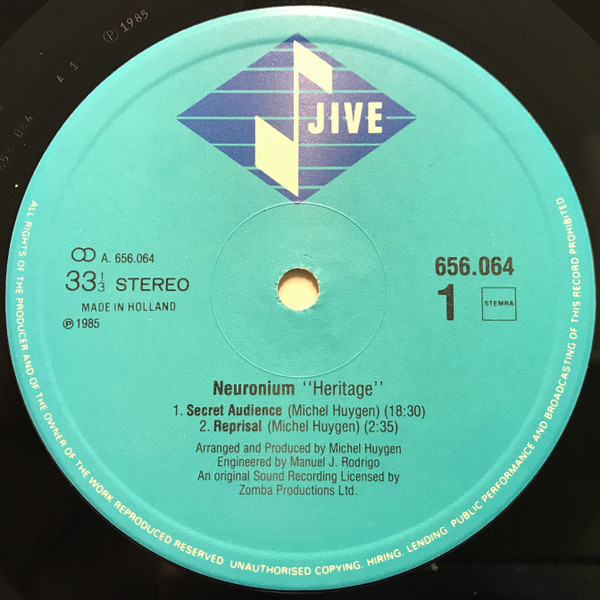 JIVE
A. 656.064
33⅓ STEREO
MADE IN HOLLAND
℗ 1985
656.064
1
STEMRA
Neuronium "Heritage"
1. Secret Audience (Michel Huygen) (18:30)
2. Reprisal (Michel Huygen) (2:35)
Arranged and Produced by Michel Huygen
Engineered by Manuel J. Rodrigo
An original Sound Recording Licensed by
Zomba Productions Ltd.
ALL RIGHTS OF THE PRODUCER AND OF THE OWNER OF THE WORK REPRODUCED RESERVED. UNAUTHORISED COPYING, HIRING, LENDING, PUBLIC PERFORMANCE AND BROADCASTING OF THIS RECORD PROHIBITED
A 1
℗ 1985